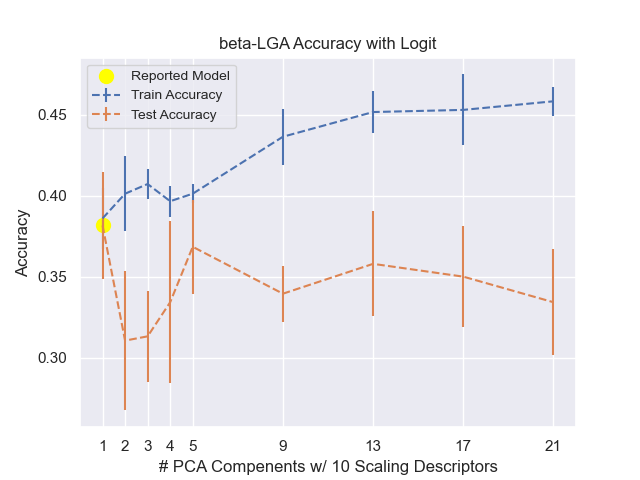 beta-LGA Accuracy with Logit
Reported Model
Train Accuracy
Test Accuracy
0.45
0.40
0.35
0.30
Accuracy
1 2 3 4 5 9 13 17 21
# PCA Compenents w/ 10 Scaling Descriptors